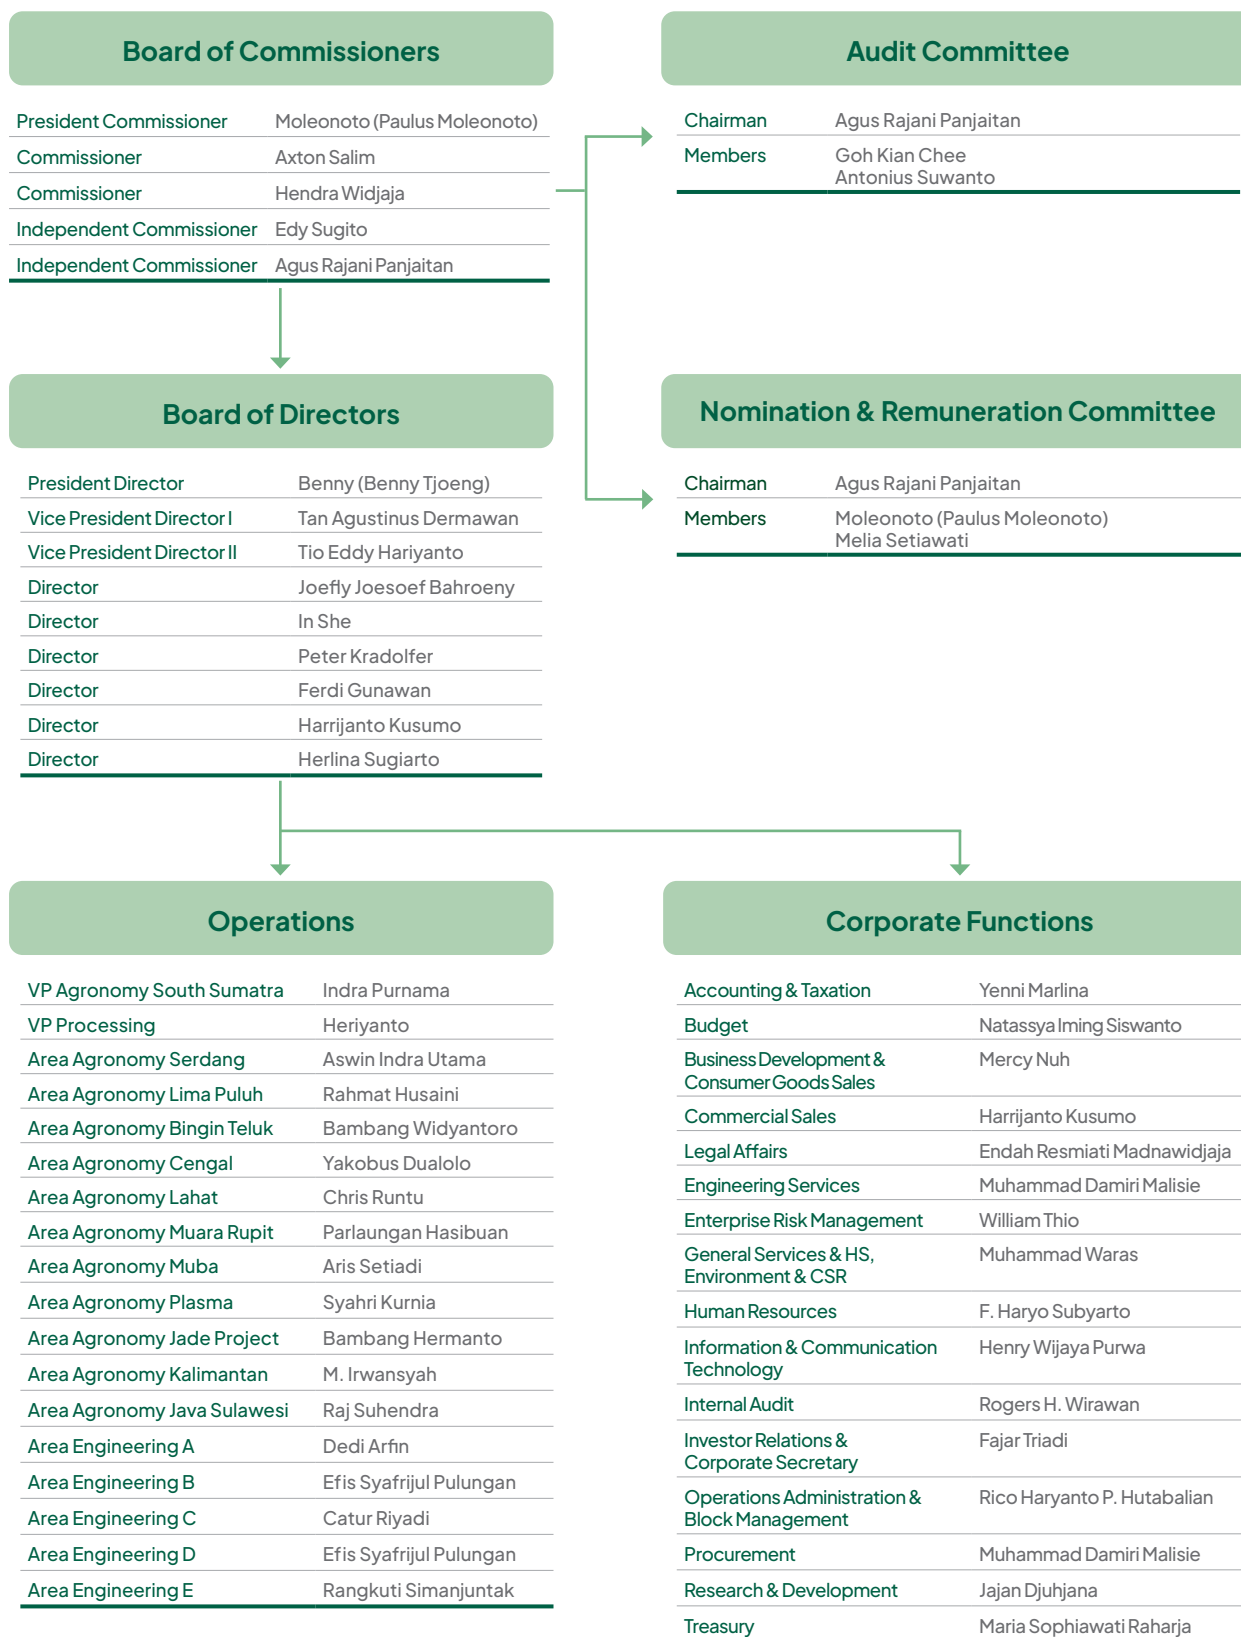 Board of Commissioners
President Commissioner Moleonoto (Paulus Moleonoto)
Commissioner Axton Salim
Commissioner Hendra Widjaja
Independent Commissioner Edy Sugito
Independent Commissioner Agus Rajani Panjaitan
Audit Committee
Chairman Agus Rajani Panjaitan
Members Goh Kian Chee
Antonius Suwanto
Board of Directors
President Director Benny (Benny Tjoeng)
Vice President Director I Tan Agustinus Dermawan
Vice President Director II Tio Eddy Hariyanto
Director Joefly Joesoef Bahroeny
Director In She
Director Peter Kradolfer
Director Ferdi Gunawan
Director Harrijanto Kusumo
Director Herlina Sugiarto
Nomination & Remuneration Committee
Chairman Agus Rajani Panjaitan
Members Moleonoto (Paulus Moleonoto)
Melia Setiawati
Operations
VP Agronomy South Sumatra Indra Purnama
VP Processing Heriyanto
Area Agronomy Serdang Aswin Indra Utama
Area Agronomy Lima Puluh Rahmat Husaini
Area Agronomy Bingin Teluk Bambang Widyantoro
Area Agronomy Cengal Yakobus Dualolo
Area Agronomy Lahat Chris Runtu
Area Agronomy Muara Rupit Parlaungan Hasibuan
Area Agronomy Muba Aris Setiadi
Area Agronomy Plasma Syahri Kurnia
Area Agronomy Jade Project Bambang Hermanto
Area Agronomy Kalimantan M. Irwansyah
Area Agronomy Java Sulawesi Raj Suhendra
Area Engineering A Dedi Arfin
Area Engineering B Efis Syafrijul Pulungan
Area Engineering C Catur Riyadi
Area Engineering D Efis Syafrijul Pulungan
Area Engineering E Rangkuti Simanjuntak
Corporate Functions
Accounting & Taxation Yenni Marlina
Budget Natassya Iming Siswanto
Business Development & Mercy Nuh
Consumer Goods Sales
Commercial Sales Harrijanto Kusumo
Legal Affairs Endah Resmiati Madnawidjaja
Engineering Services Muhammad Damiri Malisie
Enterprise Risk Management William Thio
General Services & HS, Muhammad Waras
Environment & CSR
Human Resources F. Haryo Subyarto
Information & Communication Henry Wijaya Purwa
Technology
Internal Audit Rogers H. Wirawan
Investor Relations & Fajar Triadi
Corporate Secretary
Operations Administration & Rico Haryanto P. Hutabalian
Block Management
Procurement Muhammad Damiri Malisie
Research & Development Jajan Djuhjana
Treasury Maria Sophiawati Raharja